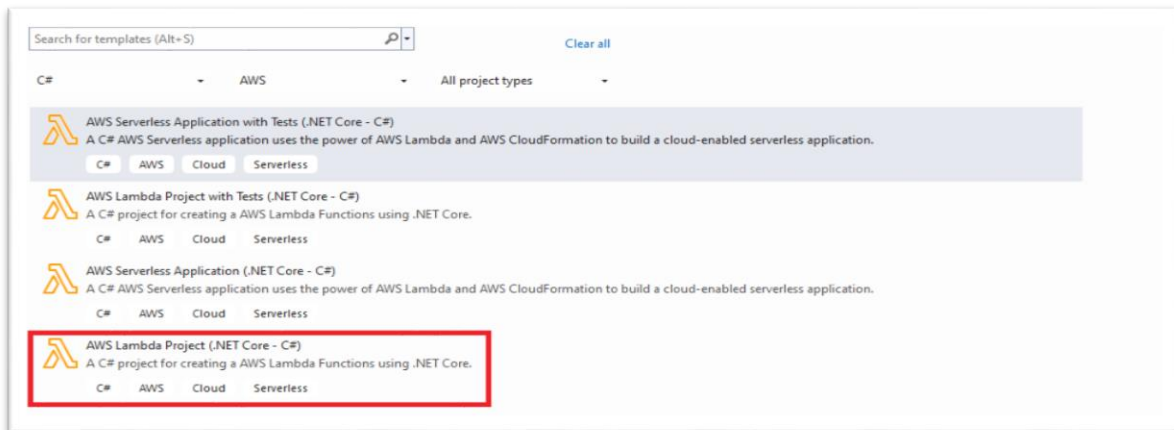 Search for templates (Alt+S)
Clear all
C# AWS All project types
AWS Serverless Application with Tests (.NET Core - C#)
A C# AWS Serverless application uses the power of AWS Lambda and AWS CloudFormation to build a cloud-enabled serverless application.
C# AWS Cloud Serverless
AWS Lambda Project with Tests (.NET Core - C#)
A C# project for creating a AWS Lambda Functions using .NET Core.
C# AWS Cloud Serverless
AWS Serverless Application (.NET Core - C#)
A C# AWS Serverless application uses the power of AWS Lambda and AWS CloudFormation to build a cloud-enabled serverless application.
C# AWS Cloud Serverless
AWS Lambda Project (.NET Core - C#)
A C# project for creating a AWS Lambda Functions using .NET Core.
C# AWS Cloud Serverless